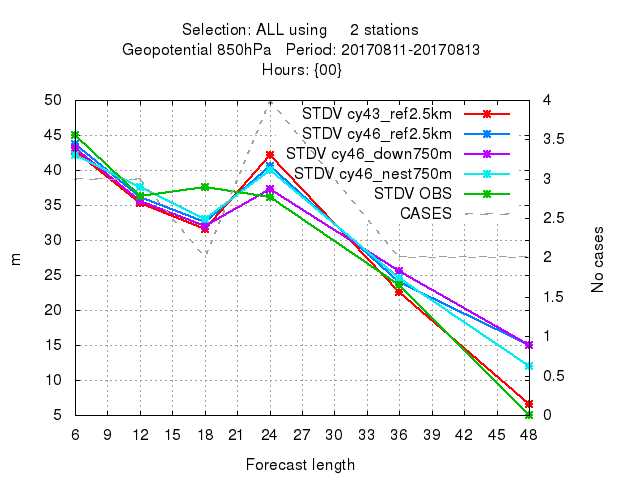 Selection: ALL using 2 stations
Geopotential 850hPa Period: 20170811-20170813
Hours: {00}
50
45
40
35
30
25
20
15
10
5
m
STDV cy43_ref2.5km
STDV cy46_ref2.5km
STDV cy46_down750m
STDV cy46_nest750m
STDV OBS
CASES
4
3.5
3
2.5
2
1.5
1
0.5
0
No cases
6 9 12 15 18 21 24 27 30 33 36 39 42 45 48
Forecast length